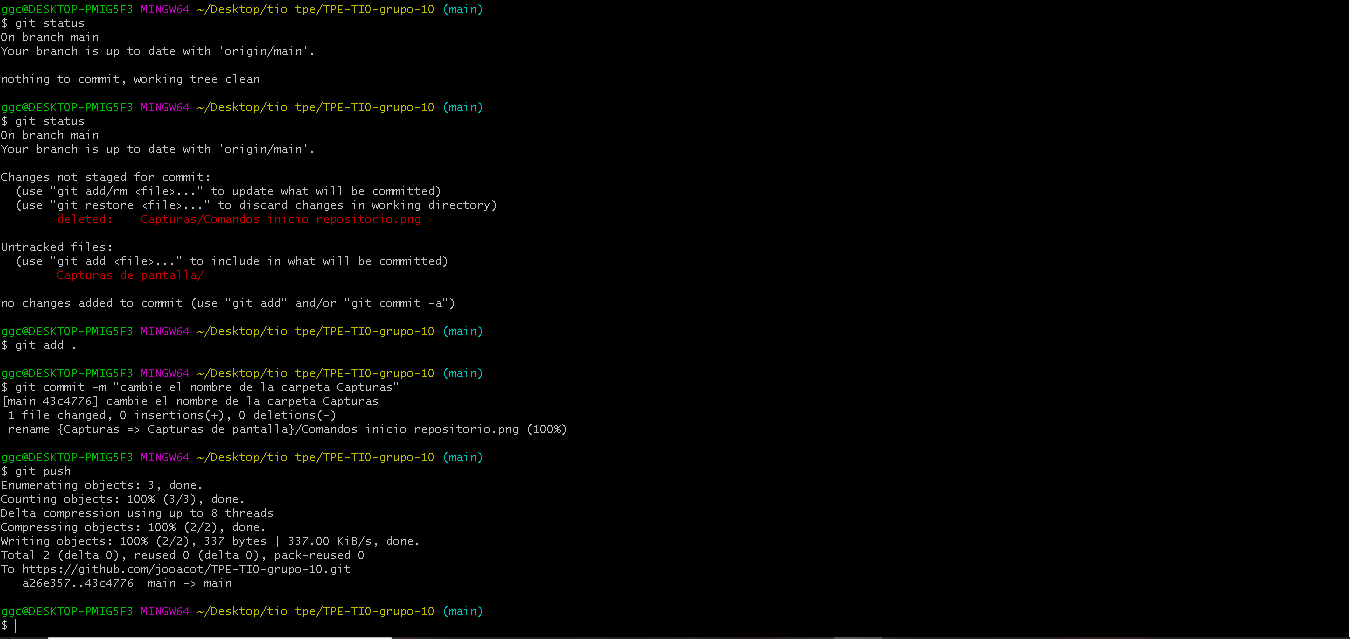 ggc@DESKTOP-PMIG5F3 MINGW64 ~/Desktop/tio tpe/TPE-TIO-grupo-10 (main)
$ git status
On branch main
Your branch is up to date with 'origin/main'.
nothing to commit, working tree clean
ggc@DESKTOP-PMIG5F3 MINGW64 ~/Desktop/tio tpe/TPE-TIO-grupo-10 (main)
$ git status
On branch main
Your branch is up to date with 'origin/main'.
Changes not staged for commit:
  (use "git add/rm <file>..." to update what will be committed)
  (use "git restore <file>..." to discard changes in working directory)
        deleted:    Capturas/Comandos inicio repositorio.png
Untracked files:
  (use "git add <file>..." to include in what will be committed)
        Capturas de pantalla/
no changes added to commit (use "git add" and/or "git commit -a")
ggc@DESKTOP-PMIG5F3 MINGW64 ~/Desktop/tio tpe/TPE-TIO-grupo-10 (main)
$ git add .
ggc@DESKTOP-PMIG5F3 MINGW64 ~/Desktop/tio tpe/TPE-TIO-grupo-10 (main)
$ git commit -m "cambie el nombre de la carpeta Capturas"
[main 43c4776] cambie el nombre de la carpeta Capturas
 1 file changed, 0 insertions(+), 0 deletions(-)
 rename {Capturas => Capturas de pantalla}/Comandos inicio repositorio.png (100%)
ggc@DESKTOP-PMIG5F3 MINGW64 ~/Desktop/tio tpe/TPE-TIO-grupo-10 (main)
$ git push
Enumerating objects: 3, done.
Counting objects: 100% (3/3), done.
Delta compression using up to 8 threads
Compressing objects: 100% (2/2), done.
Writing objects: 100% (2/2), 337 bytes | 337.00 KiB/s, done.
Total 2 (delta 0), reused 0 (delta 0), pack-reused 0
To https://github.com/jooacot/TPE-TIO-grupo-10.git
   a26e357..43c4776  main -> main
ggc@DESKTOP-PMIG5F3 MINGW64 ~/Desktop/tio tpe/TPE-TIO-grupo-10 (main)
$